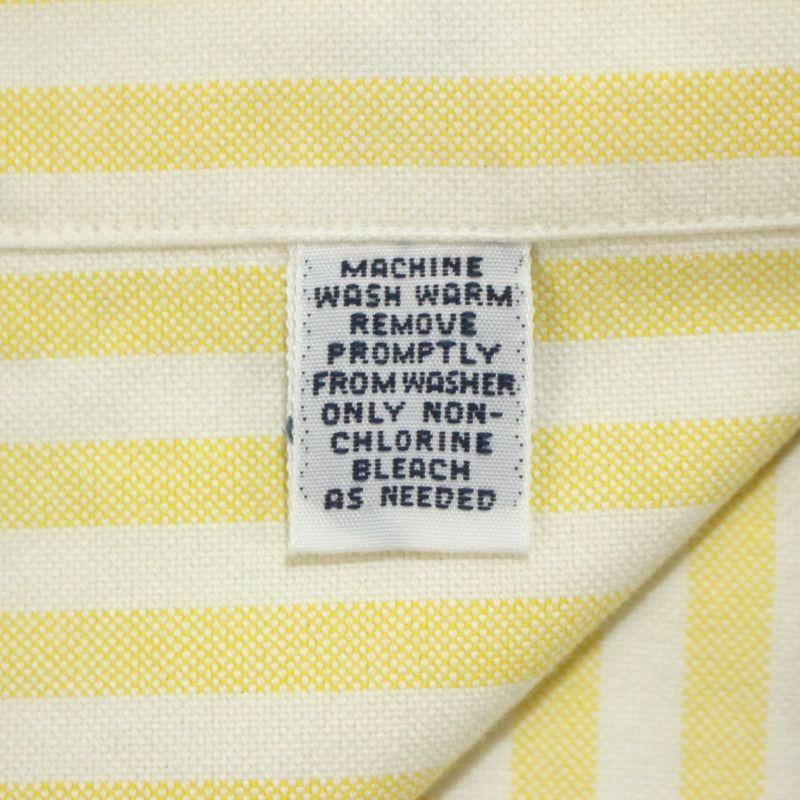 MACHINE
WASH WARM
REMOVE
PROMPTLY
FROM WASHER
ONLY NON-
CHLORINE
BLEACH
AS NEEDED